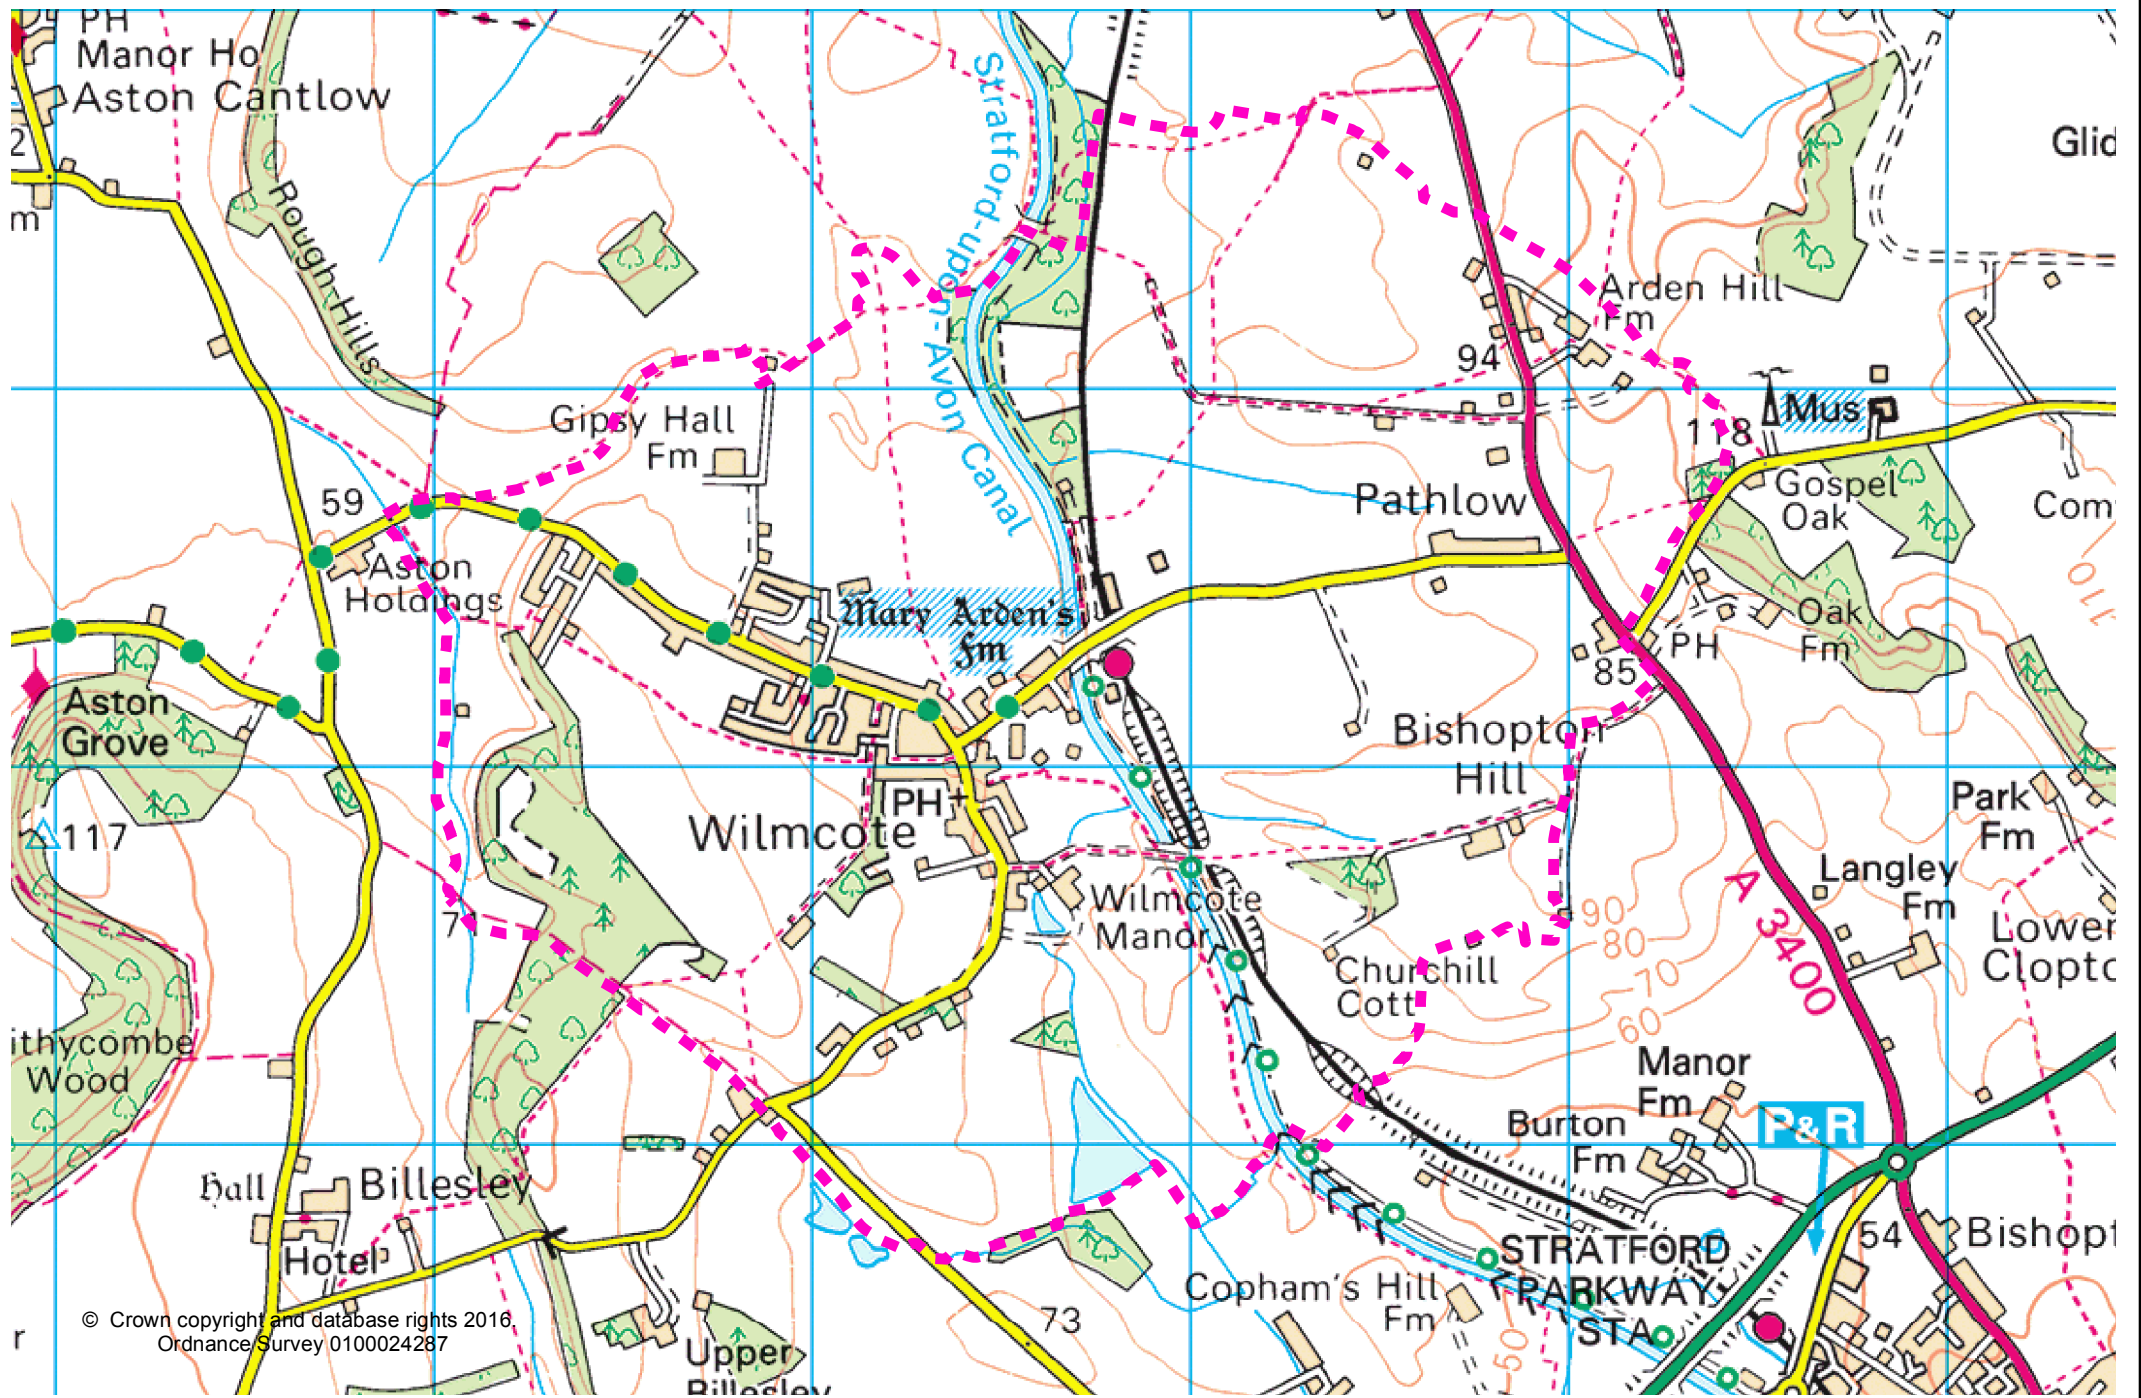 PH
Manor Ho
Aston Cantlow
2
m
Rough Hills
Stratford-upon-Avon Canal
Glid
Arden Hill
Fm
94
Gipsy Hall
Fm
Mus
118
Gospel
Oak
Com
Pathlow
59
Aston
Holdings
Mary Arden's
Fm
Oak
Fm
110
PH
85
Aston
Grove
117
Bishopton
Hill
Park
Fm
PH
Wilmcote
Langley
Fm
A 3400
Wilmcote
Manor
71
90
80
70
60
Lower
Clopto
Churchill
Cott
ithycombe
Wood
Manor
Fm
P&R
Burton
Fm
Hall
Billesley
Hotel
54
Bishopt
STRATFORD
PARKWAY
STA
Copham's Hill
Fm
50
73
© Crown copyright and database rights 2016.
Ordnance Survey 0100024287
r
Upper
Billesley